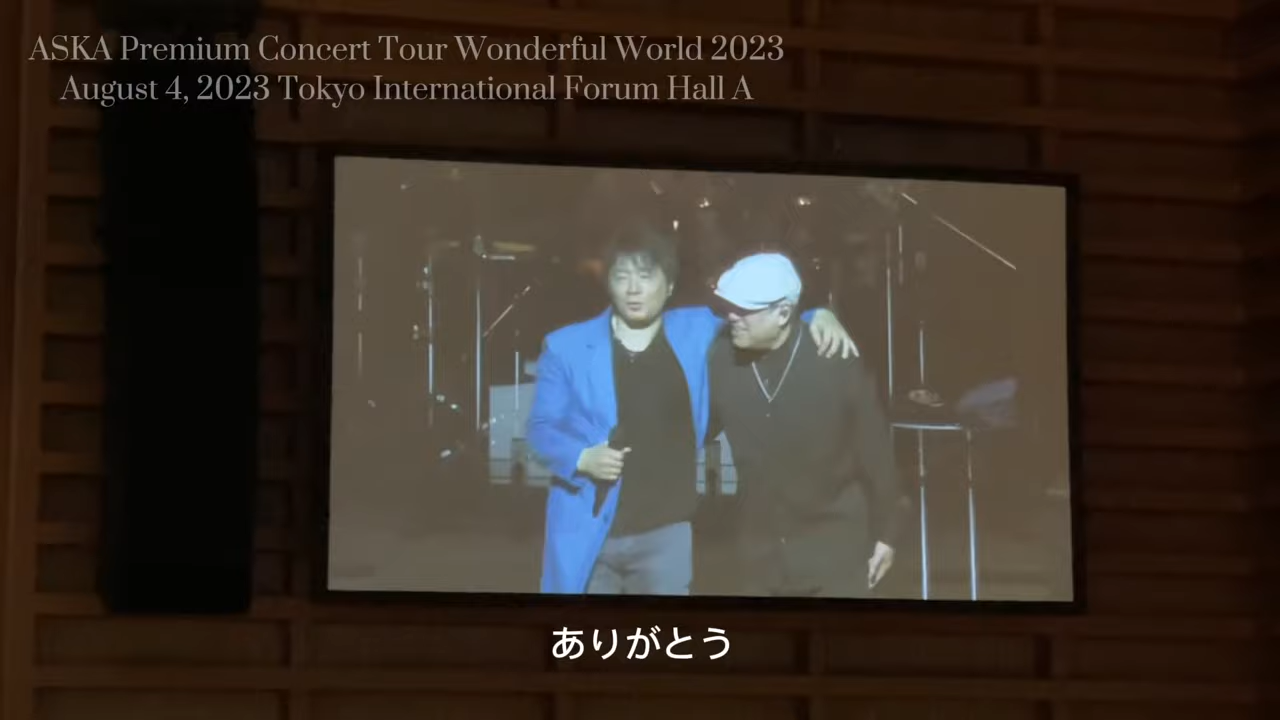 ASKA Premium Concert Tour Wonderful World 2023
August 4, 2023 Tokyo International Forum Hall A
ありがとう